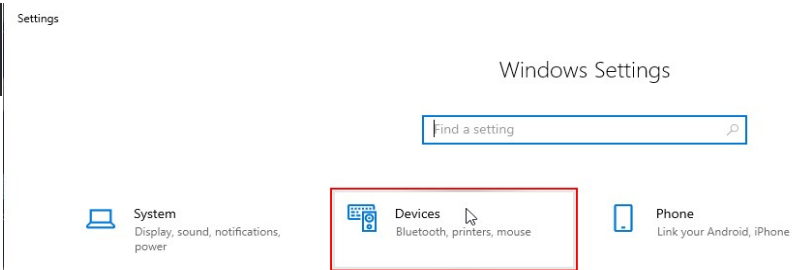 Settings
Windows Settings
Find a setting
System
Display, sound, notifications,
power
Devices
Bluetooth, printers, mouse
Phone
Link your Android, iPhone